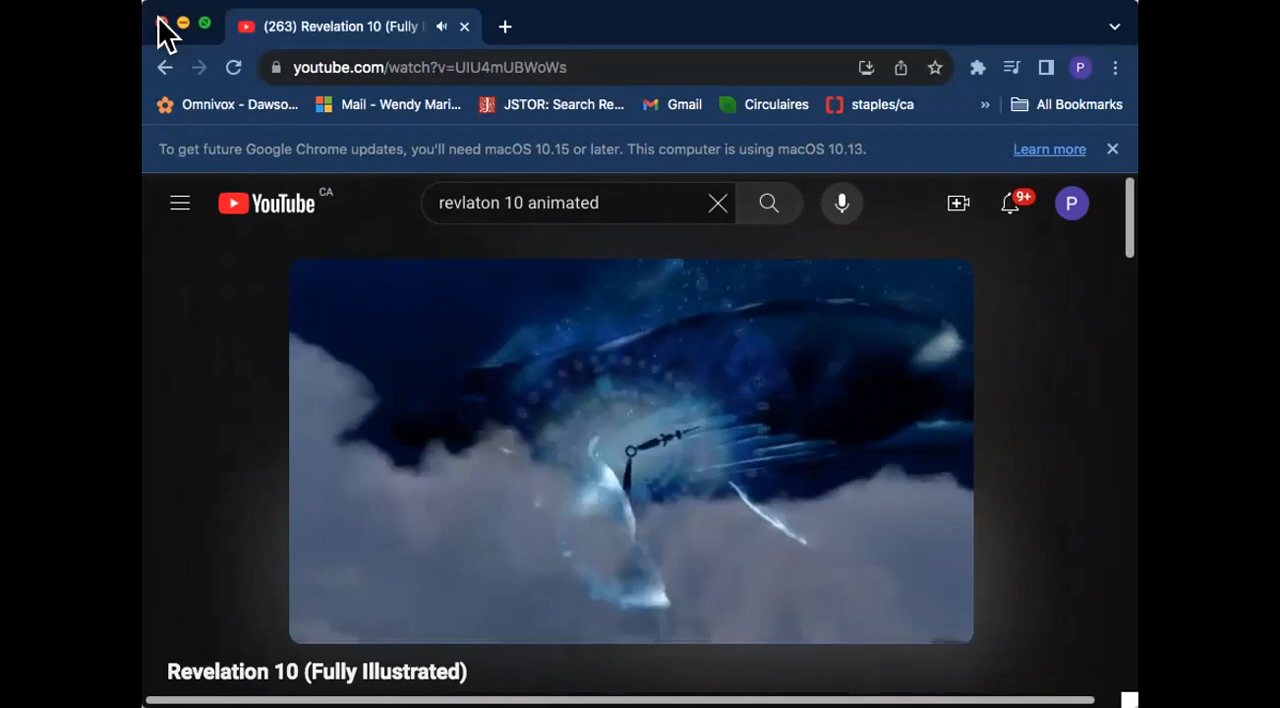 (263) Revelation 10 (Fully
youtube.com/watch?v=UIU4mUBWoWs
Omnivox - Dawso... Mail - Wendy Mari... JSTOR: Search Re... Gmail Circulaires staples/ca » All Bookmarks
To get future Google Chrome updates, you'll need macOS 10.15 or later. This computer is using macOS 10.13. Learn more
YouTube CA revlaton 10 animated 9+ P
Revelation 10 (Fully Illustrated)